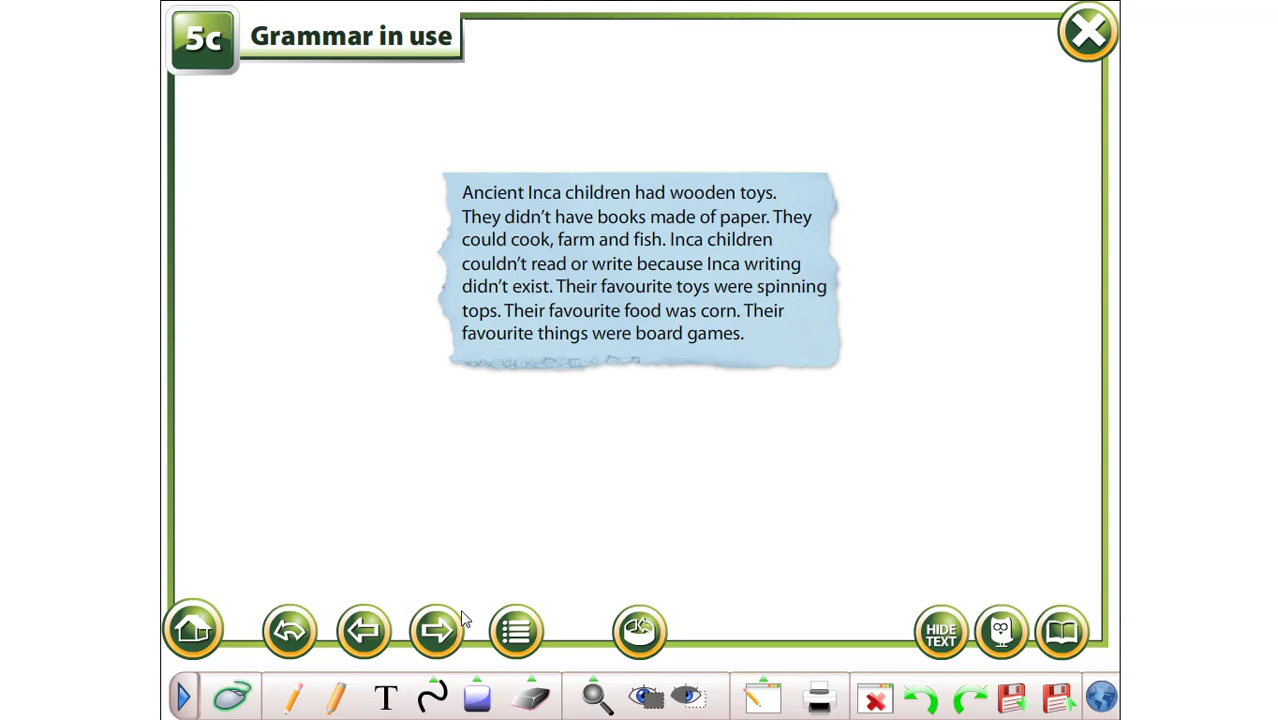 5c Grammar in use
Ancient Inca children had wooden toys.
They didn't have books made of paper. They
could cook, farm and fish. Inca children
couldn't read or write because Inca writing
didn't exist. Their favourite toys were spinning
tops. Their favourite food was corn. Their
favourite things were board games.
HIDE
TEXT
T